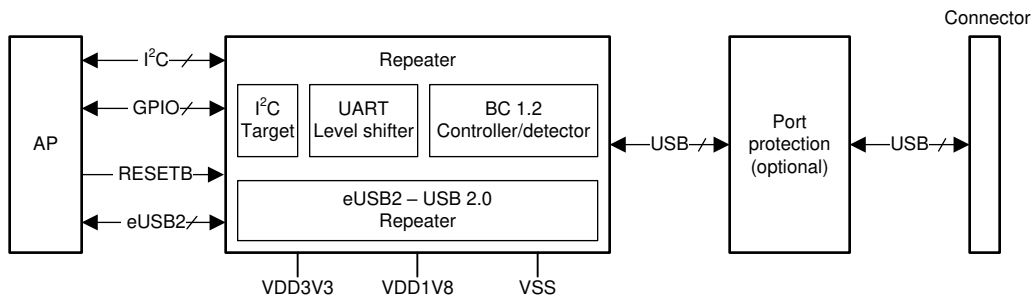 Connector
AP
I²C
GPIO
RESETB
eUSB2
Repeater
I²C
Target
UART
Level shifter
BC 1.2
Controller/detector
eUSB2 – USB 2.0
Repeater
VDD3V3
VDD1V8
VSS
USB
Port
protection
(optional)
USB